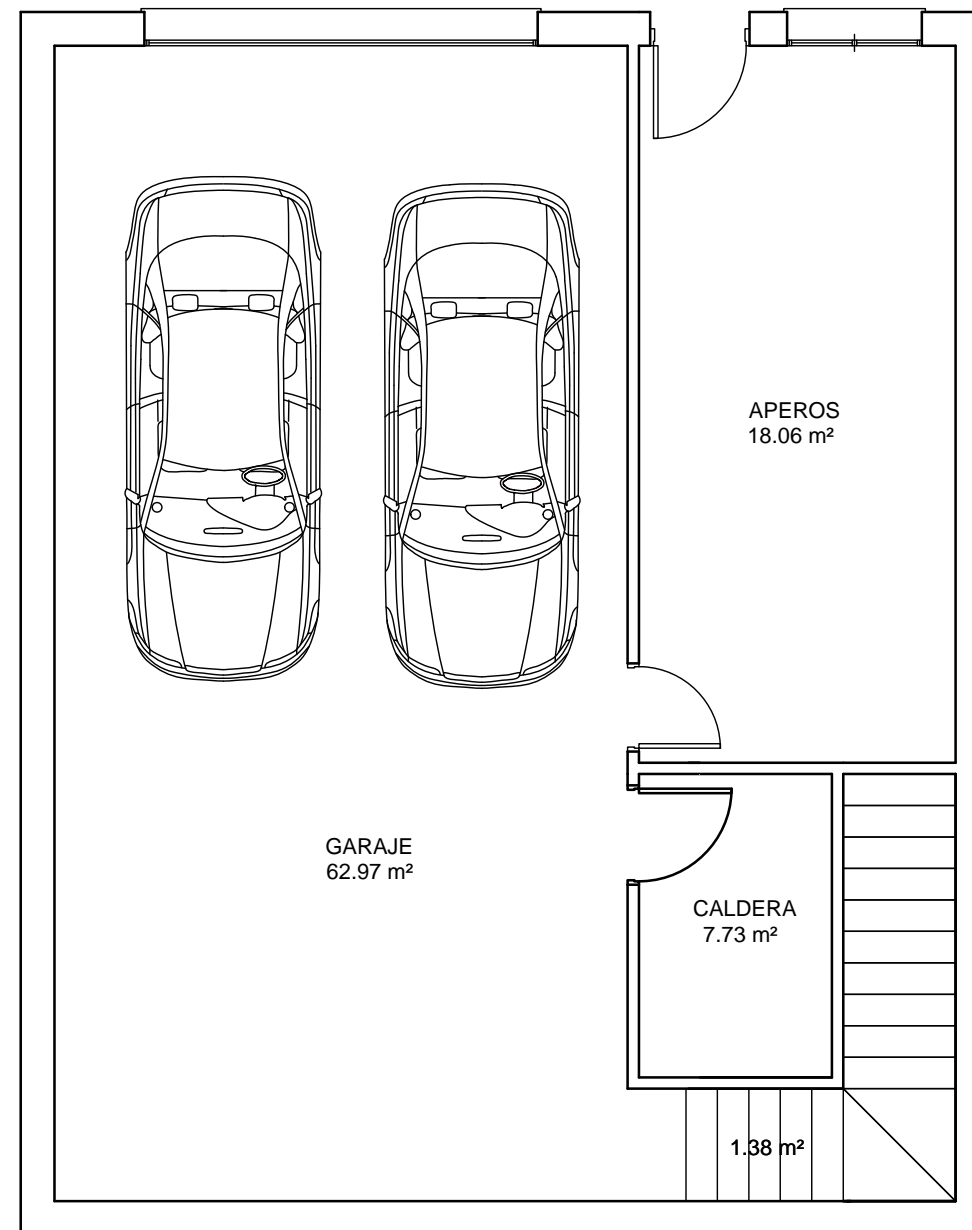 APEROS
18.06 m²
GARAJE
62.97 m²
CALDERA
7.73 m²
1.38 m²